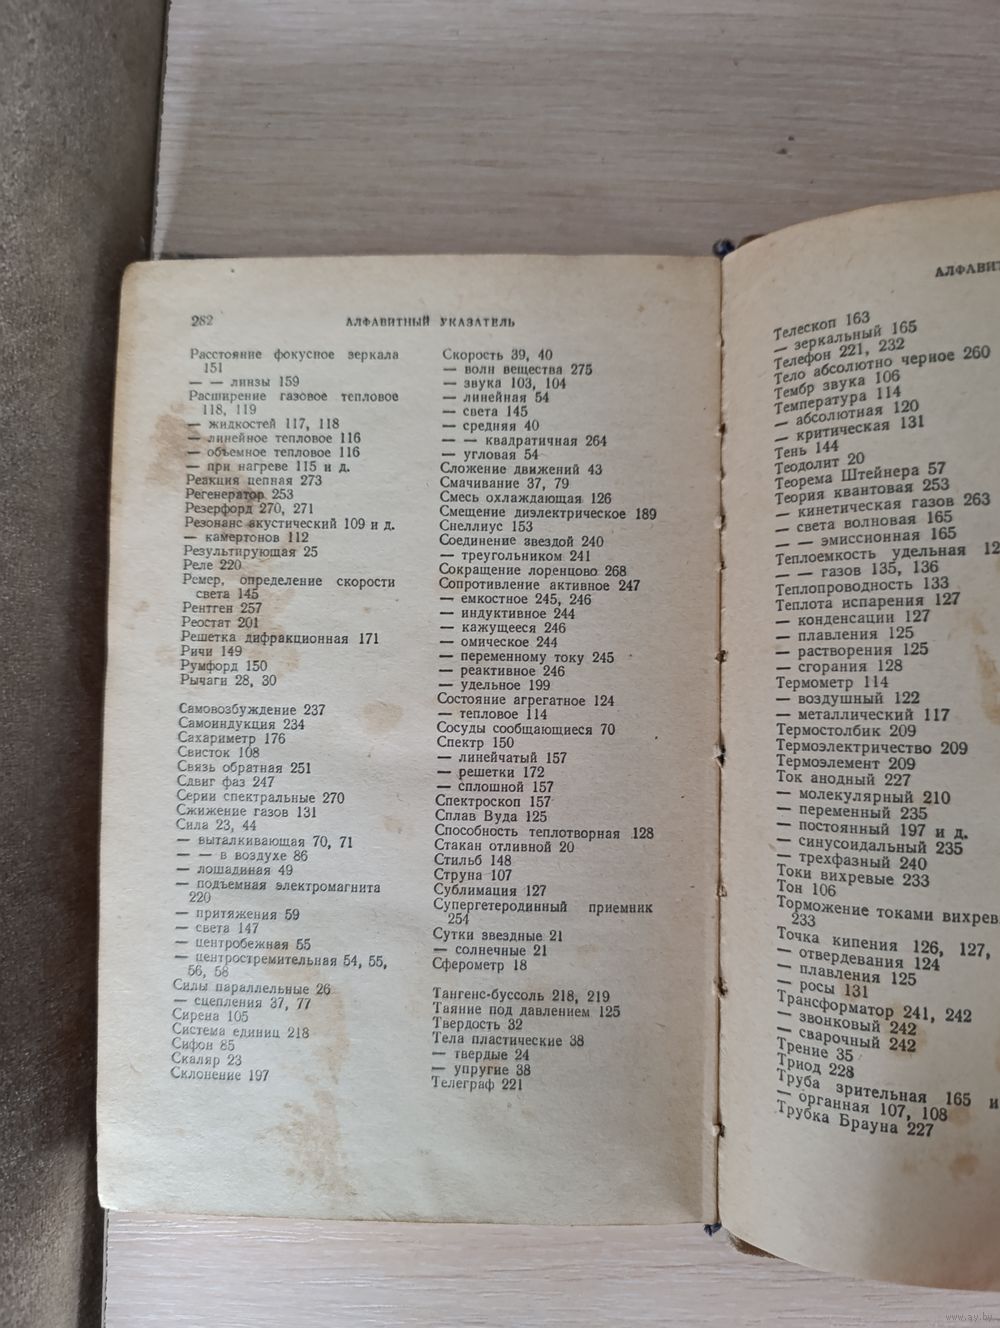 282
АЛФАВИТНЫЙ УКАЗАТЕЛЬ
Расстояние фокусное зеркала
151
— — линзы 159
Расширение газовое тепловое
118, 119
— жидкостей 117, 118
— линейное тепловое 116
— объемное тепловое 116
— при нагреве 115 и д.
Реакция цепная 273
Регенератор 253
Резерфорд 270, 271
Резонанс акустический 109 и д.
— камертонов 112
Результирующая 25
Реле 220
Ремер, определение скорости
света 145
Рентген 257
Реостат 201
Решетка дифракционная 171
Ричи 149
Румфорд 150
Рычаги 28, 30
Самовозбуждение 237
Самоиндукция 234
Сахариметр 176
Свисток 108
Связь обратная 251
Сдвиг фаз 247
Серии спектральные 270
Сжижение газов 131
Сила 23, 44
— выталкивающая 70, 71
— — в воздухе 86
— лошадиная 49
— подъемная электромагнита
220
— притяжения 59
— света 147
— центробежная 55
— центростремительная 54, 55,
56, 58
Силы параллельные 26
— сцепления 37, 77
Сирена 105
Система единиц 218
Сифон 85
Скаляр 23
Склонение 197
Скорость 39, 40
— волн вещества 275
— звука 103, 104
— линейная 54
— света 145
— средняя 40
— — квадратичная 264
— угловая 54
Сложение движений 43
Смачивание 37, 79
Смесь охлаждающая 126
Смещение диэлектрическое 189
Снеллиус 153
Соединение звездой 240
— треугольником 241
Сокращение лоренцово 268
Сопротивление активное 247
— емкостное 245, 246
— индуктивное 244
— кажущееся 246
— омическое 244
— переменному току 245
— реактивное 246
— удельное 199
Состояние агрегатное 124
— тепловое 114
Сосуды сообщающиеся 70
Спектр 150
— линейчатый 157
— решетки 172
— сплошной 157
Спектроскоп 157
Сплав Вуда 125
Способность теплотворная 128
Стакан отливной 20
Стильб 148
Струна 107
Сублимация 127
Супергетеродинный приемник
254
Сутки звездные 21
— солнечные 21
Сферометр 18
Тангенс-буссоль 218, 219
Таяние под давлением 125
Твердость 32
Тела пластические 38
— твердые 24
— упругие 38
Телеграф 221
АЛФАВИТ
Телескоп 163
— зеркальный 165
Телефон 221, 232
Тело абсолютно черное 260
Тембр звука 106
Температура 114
— абсолютная 120
— критическая 131
Тень 144
Теодолит 20
Теорема Штейнера 57
Теория квантовая 253
— кинетическая газов 263
— света волновая 165
— — эмиссионная 165
Теплоемкость удельная 12
— — газов 135, 136
Теплопроводность 133
Теплота испарения 127
— конденсации 127
— плавления 125
— растворения 125
— сгорания 128
Термометр 114
— воздушный 122
— металлический 117
Термостолбик 209
Термоэлектричество 209
Термоэлемент 209
Ток анодный 227
— молекулярный 210
— переменный 235
— постоянный 197 и д.
— синусоидальный 235
— трехфазный 240
Токи вихревые 233
Тон 106
Торможение токами вихрев
233
Точка кипения 126, 127,
— отвердевания 124
— плавления 125
— росы 131
Трансформатор 241, 242
— звонковый 242
— сварочный 242
Трение 35
Триод 228
Труба зрительная 165 и
— органная 107, 108
Трубка Брауна 227
www.ay.by